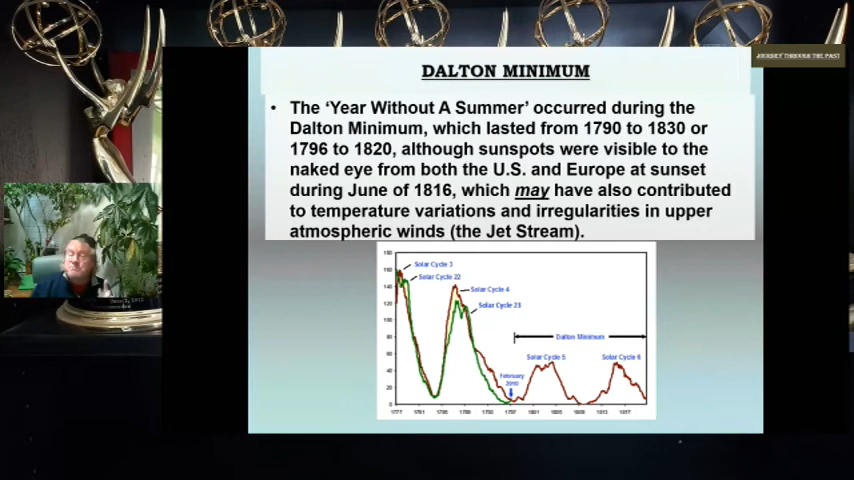 JOURNEY THROUGH THE PAST
DALTON MINIMUM
• The 'Year Without A Summer' occurred during the
Dalton Minimum, which lasted from 1790 to 1830 or
1796 to 1820, although sunspots were visible to the
naked eye from both the U.S. and Europe at sunset
during June of 1816, which may have also contributed
to temperature variations and irregularities in upper
atmospheric winds (the Jet Stream).
180
160
140
120
100
80
60
40
20
0
Solar Cycle 3
Solar Cycle 22
Solar Cycle 4
Solar Cycle 23
Dalton Minimum
Solar Cycle 5
Solar Cycle 6
February
2010
1777 1781 1785 1789 1793 1797 1801 1805 1809 1813 1817